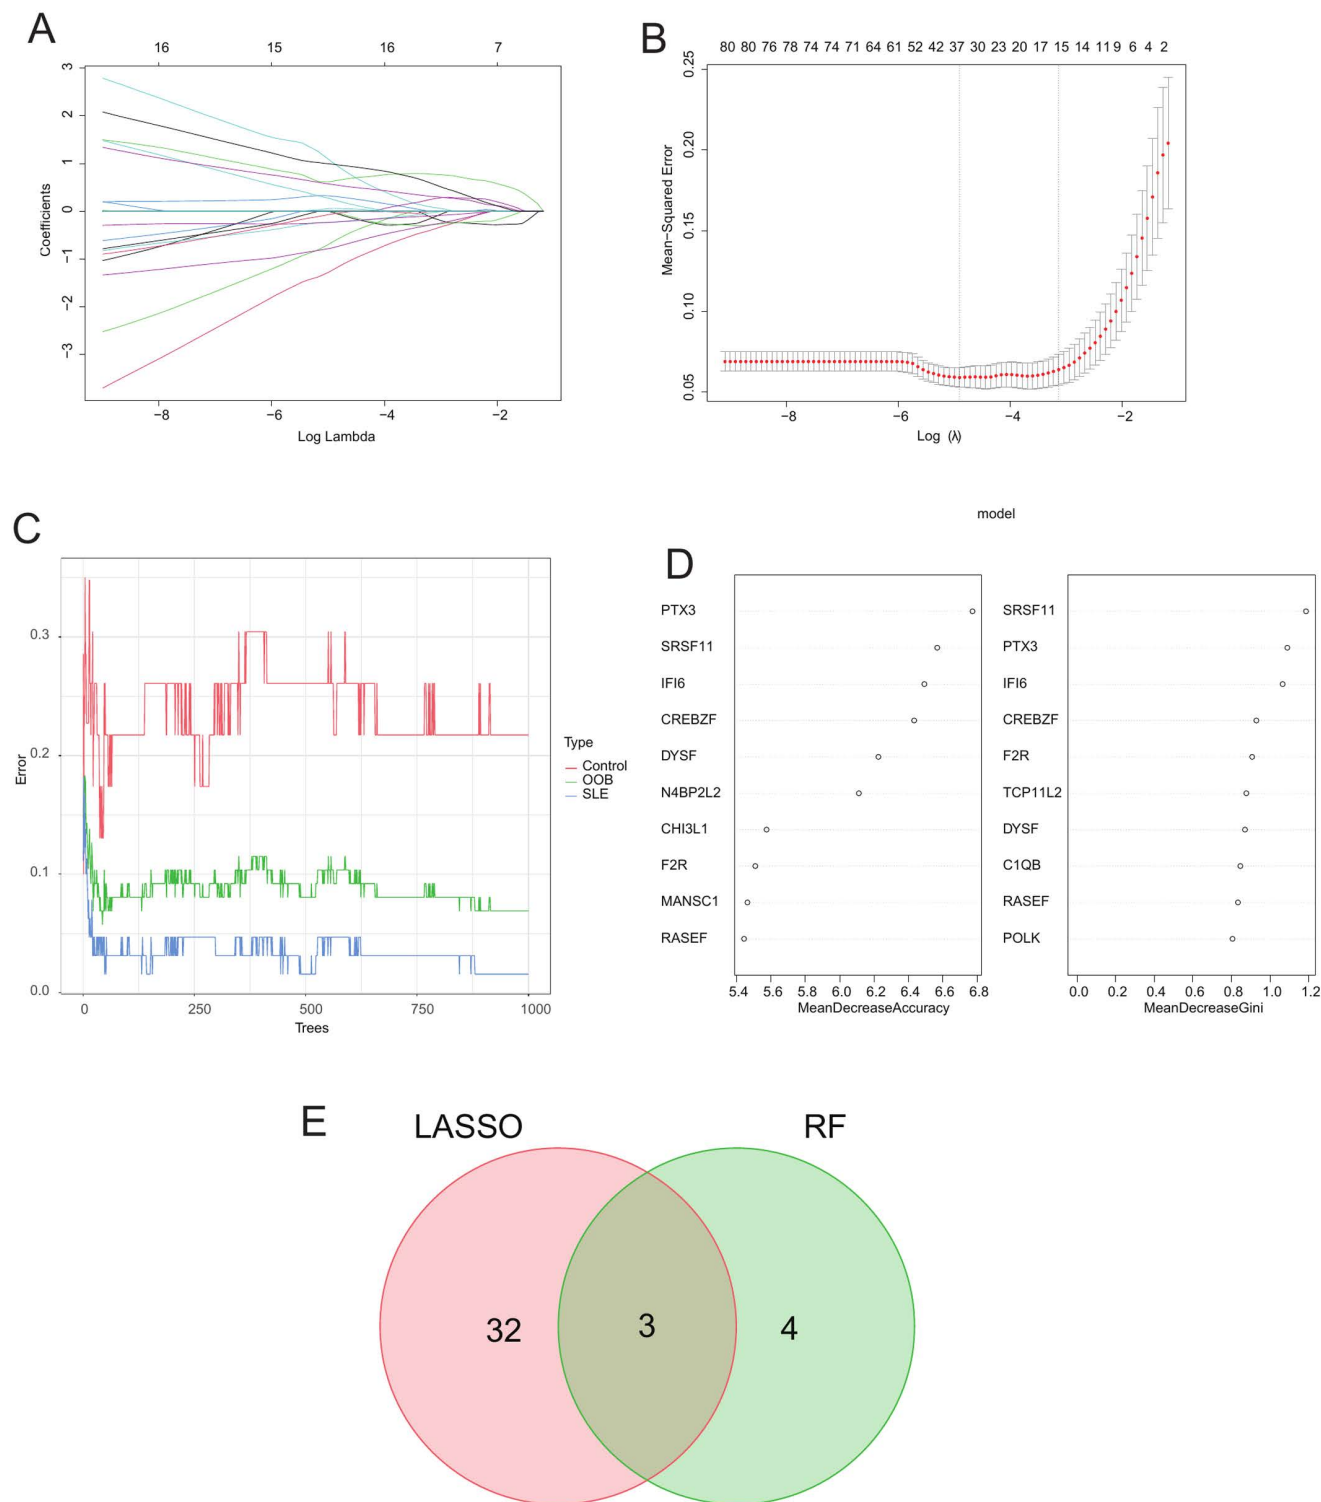 A
16 15 16 7
3
2
1
0
−1
−2
−3
Coefficients
−8 −6 −4 −2
Log Lambda
B
80 80 76 78 74 74 71 64 61 52 42 37 30 23 20 17 15 14 11 9 6 4 2
0.25
0.20
0.15
0.10
0.05
Mean−Squared Error
−8 −6 −4 −2
Log (λ)
C
0.3
0.2
0.1
0.0
Error
0 250 500 750 1000
Trees
Type
Control
OOB
SLE
model
D
PTX3
SRSF11
IFI6
CREBZF
DYSF
N4BP2L2
CHI3L1
F2R
MANSC1
RASEF
5.4 5.6 5.8 6.0 6.2 6.4 6.6 6.8
MeanDecreaseAccuracy
SRSF11
PTX3
IFI6
CREBZF
F2R
TCP11L2
DYSF
C1QB
RASEF
POLK
0.0 0.2 0.4 0.6 0.8 1.0 1.2
MeanDecreaseGini
E
LASSO RF
32 3 4